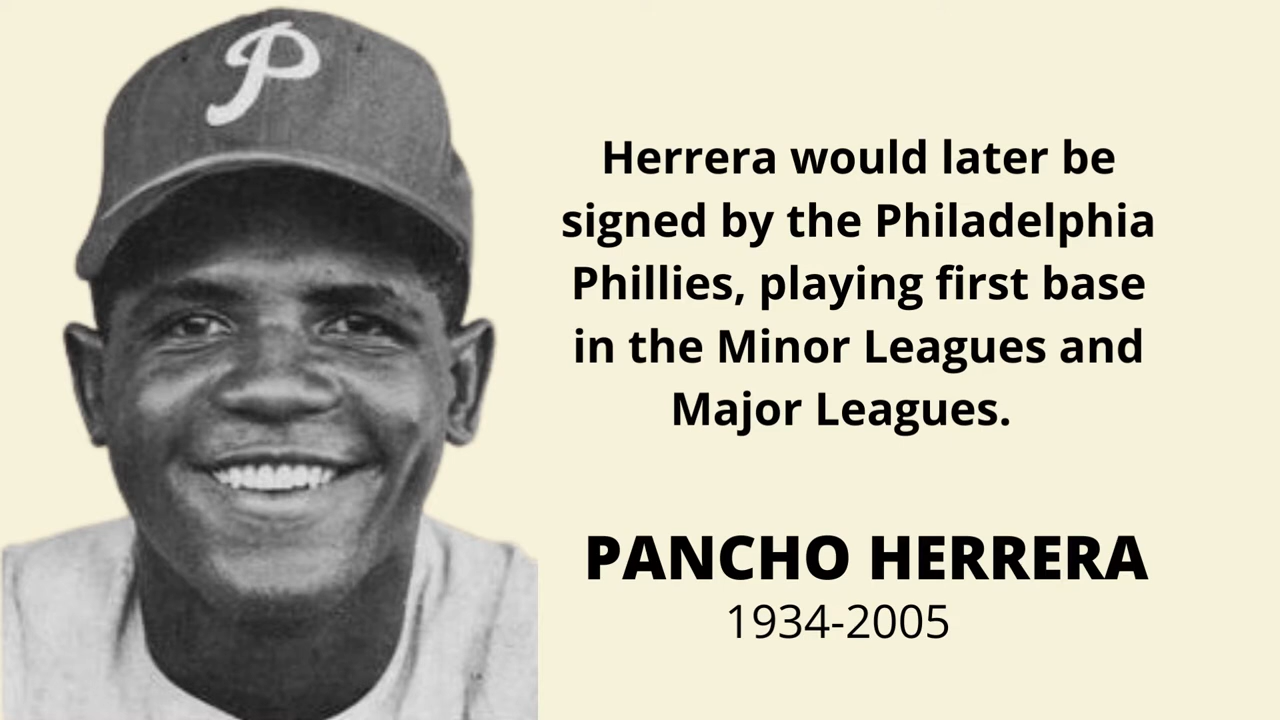 P
Herrera would later be
signed by the Philadelphia
Phillies, playing first base
in the Minor Leagues and
Major Leagues.
PANCHO HERRERA
1934-2005